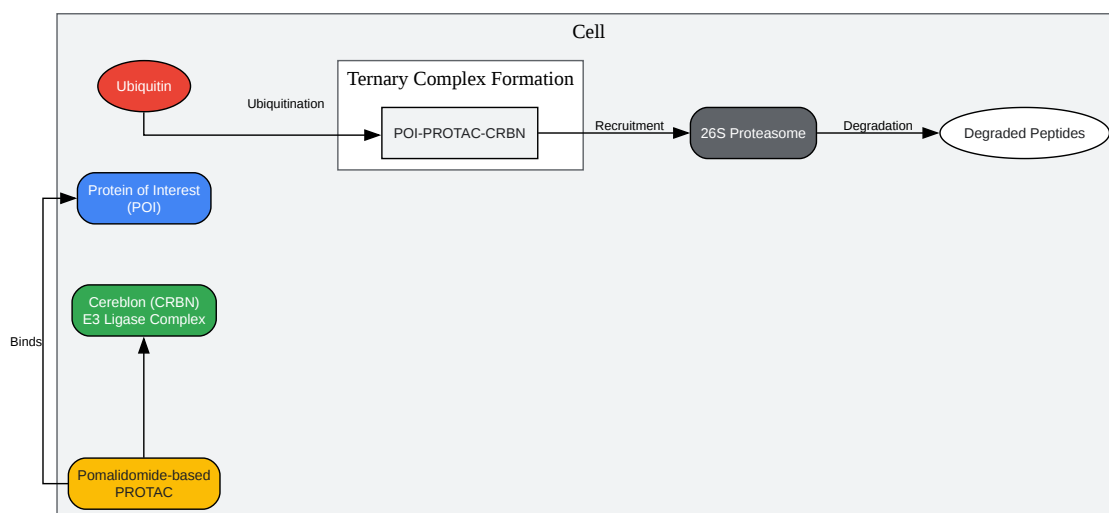 Cell
Ubiquitin
Ubiquitination
Ternary Complex Formation
POI-PROTAC-CRBN
Recruitment
26S Proteasome
Degradation
Degraded Peptides
Protein of Interest
(POI)
Cereblon (CRBN)
E3 Ligase Complex
Binds
Pomalidomide-based
PROTAC